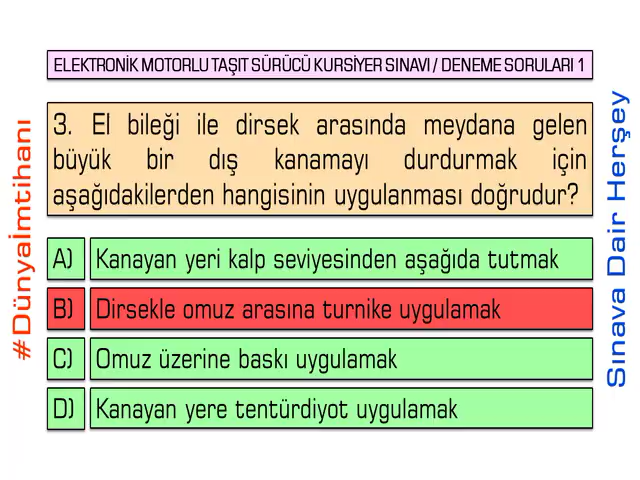 ELEKTRONİK MOTORLU TAŞIT SÜRÜCÜ KURSİYER SINAVI / DENEME SORULARI 1
3. El bileği ile dirsek arasında meydana gelen
büyük bir dış kanamayı durdurmak için
aşağıdakilerden hangisinin uygulanması doğrudur?
A) Kanayan yeri kalp seviyesinden aşağıda tutmak
B) Dirsekle omuz arasına turnike uygulamak
C) Omuz üzerine baskı uygulamak
D) Kanayan yere tentürdiyot uygulamak
#Dünyaİmtihanı
Sınava Dair Herşey